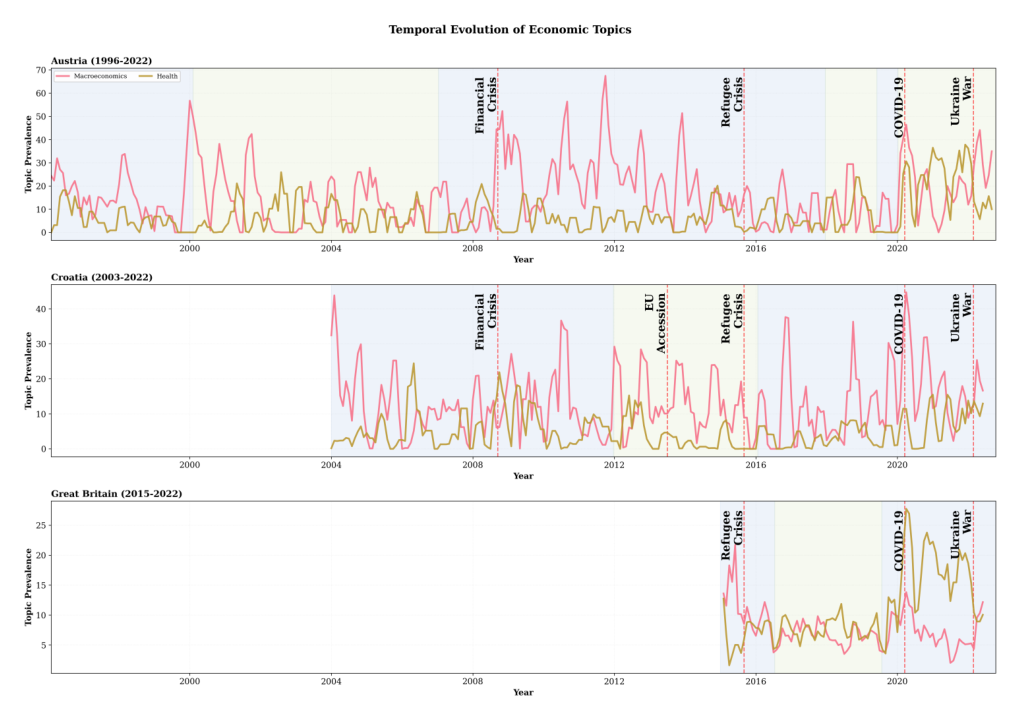 Temporal Evolution of Economic Topics
Austria (1996-2022)
Macroeconomics
Health
Financial
Crisis
Refugee
Crisis
COVID-19
Ukraine
War
Topic Prevalence
70
60
50
40
30
20
10
0
2000
2004
2008
2012
2016
2020
Year
Croatia (2003-2022)
Financial
Crisis
EU
Accession
Refugee
Crisis
COVID-19
Ukraine
War
Topic Prevalence
40
30
20
10
0
2000
2004
2008
2012
2016
2020
Year
Great Britain (2015-2022)
Refugee
Crisis
COVID-19
Ukraine
War
Topic Prevalence
25
20
15
10
5
2000
2004
2008
2012
2016
2020
Year